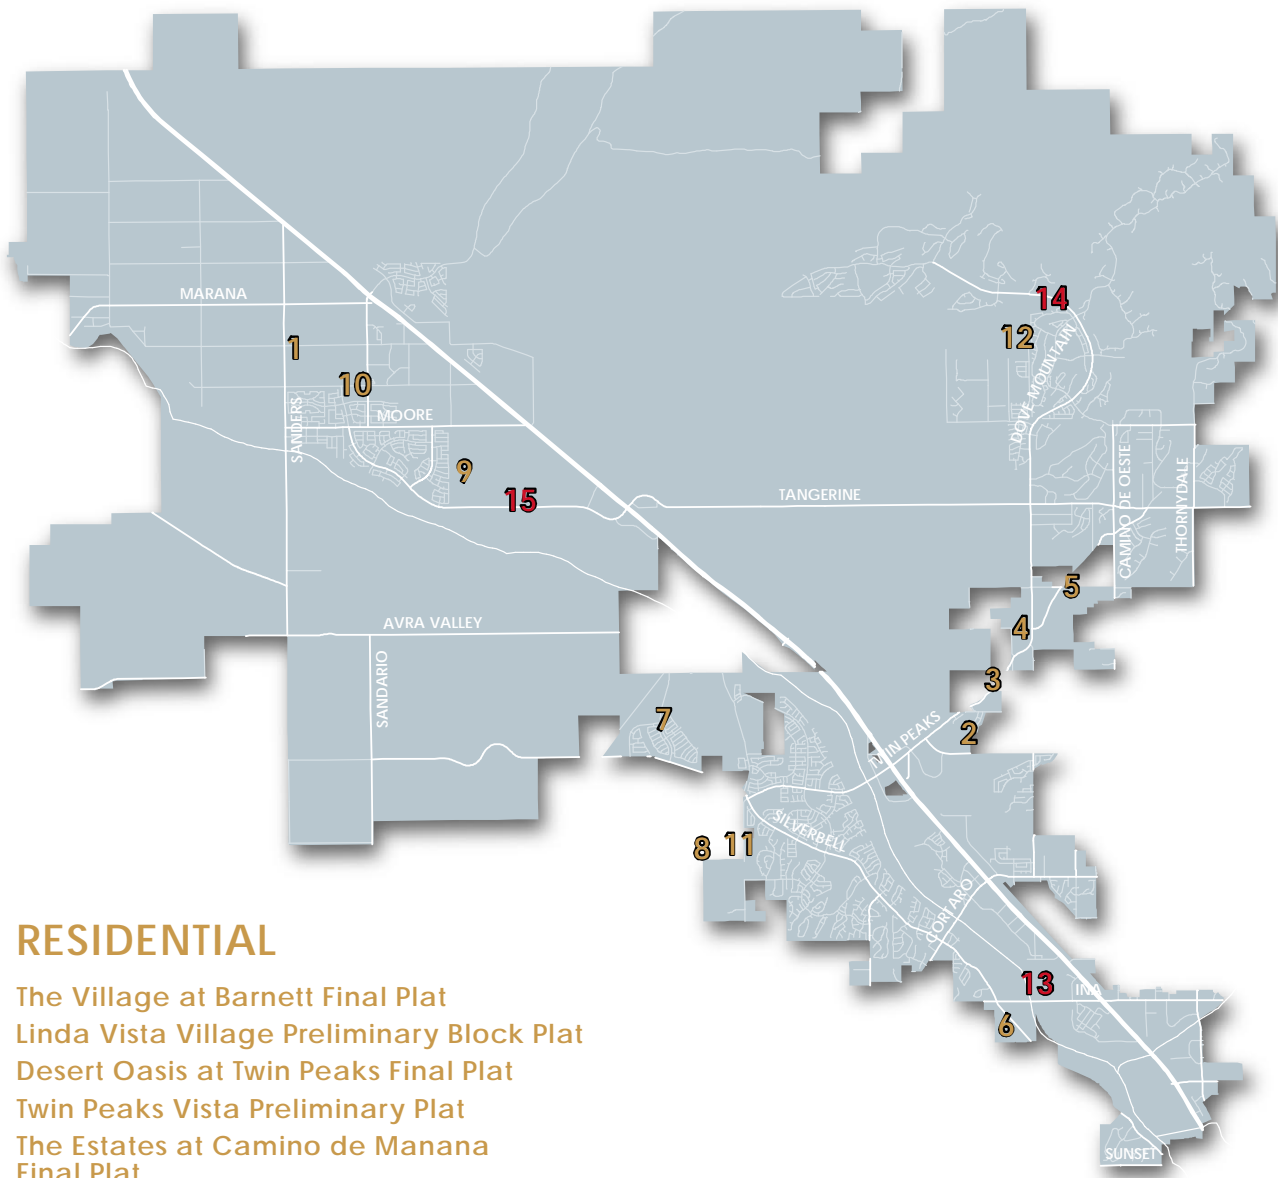 14
MARANA
12
1
DOVE MOUNTAIN
10
MOORE
SANDERS
9
15
TANGERINE
CAMINO DE OESTE
THORNYDALE
5
AVRA VALLEY
4
SANDARIO
3
7
TWIN PEAKS
2
SILVERBELL
8
11
CORTARO
RESIDENTIAL
13
INA
The Village at Barnett Final Plat
6
Linda Vista Village Preliminary Block Plat
Desert Oasis at Twin Peaks Final Plat
Twin Peaks Vista Preliminary Plat
The Estates at Camino de Manana
SUNSET
Final Plat